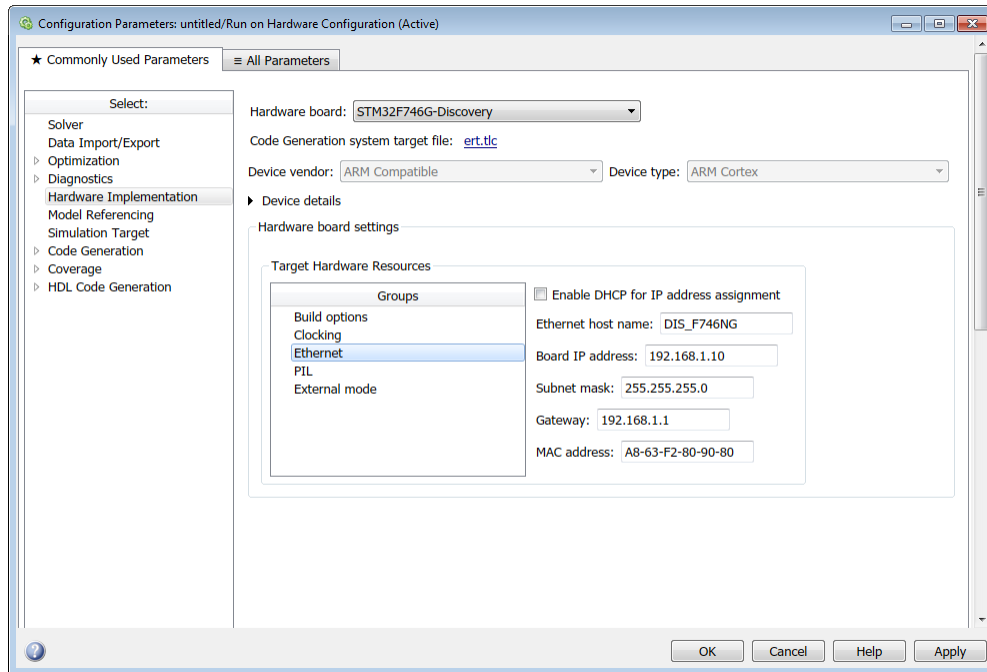 Configuration Parameters: untitled/Run on Hardware Configuration (Active)
★ Commonly Used Parameters
≡ All Parameters
Select:
Solver
Data Import/Export
Optimization
Diagnostics
Hardware Implementation
Model Referencing
Simulation Target
Code Generation
Coverage
HDL Code Generation
Hardware board: STM32F746G-Discovery
Code Generation system target file: ert.tlc
Device vendor: ARM Compatible Device type: ARM Cortex
Device details
Hardware board settings
Target Hardware Resources
Groups
Build options
Clocking
Ethernet
PIL
External mode
Enable DHCP for IP address assignment
Ethernet host name: DIS_F746NG
Board IP address: 192.168.1.10
Subnet mask: 255.255.255.0
Gateway: 192.168.1.1
MAC address: A8-63-F2-80-90-80
?
OK Cancel Help Apply